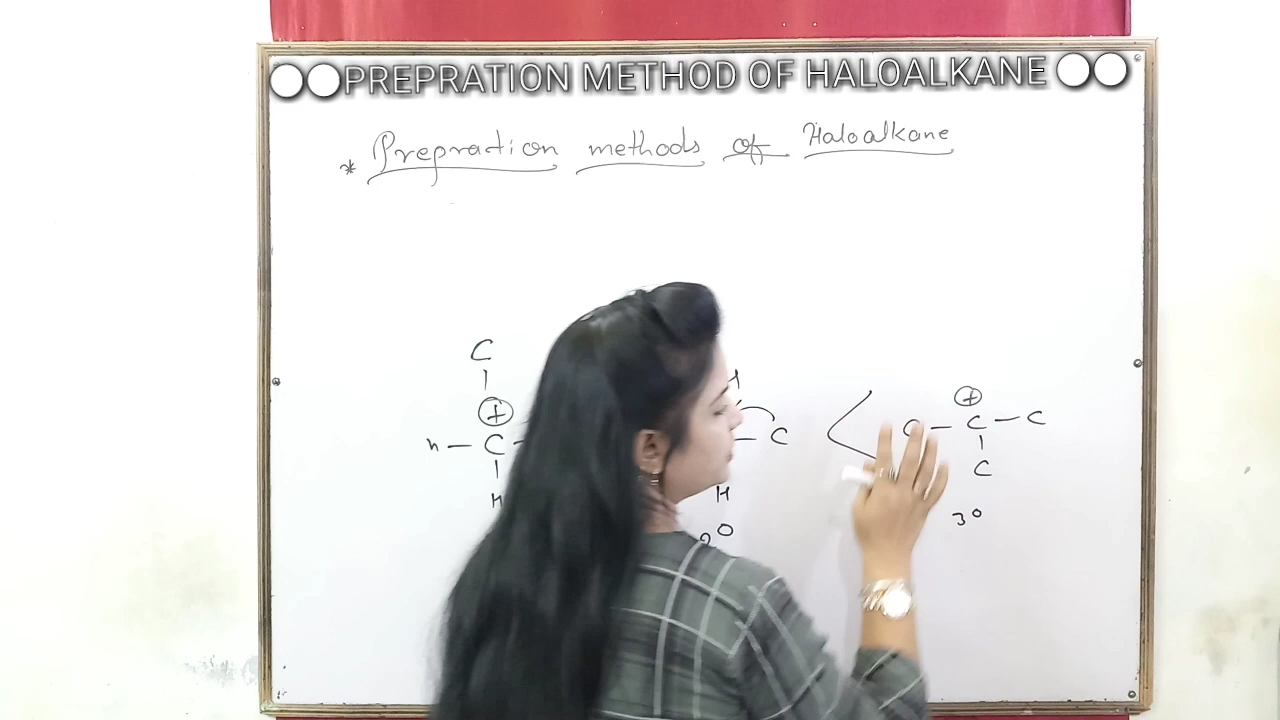 PREPRATION METHOD OF HALOALKANE
* Prepration methods of Haloalkane
C
+
H
+
n - C
C
C - C - C
H
H
C
2°
3°